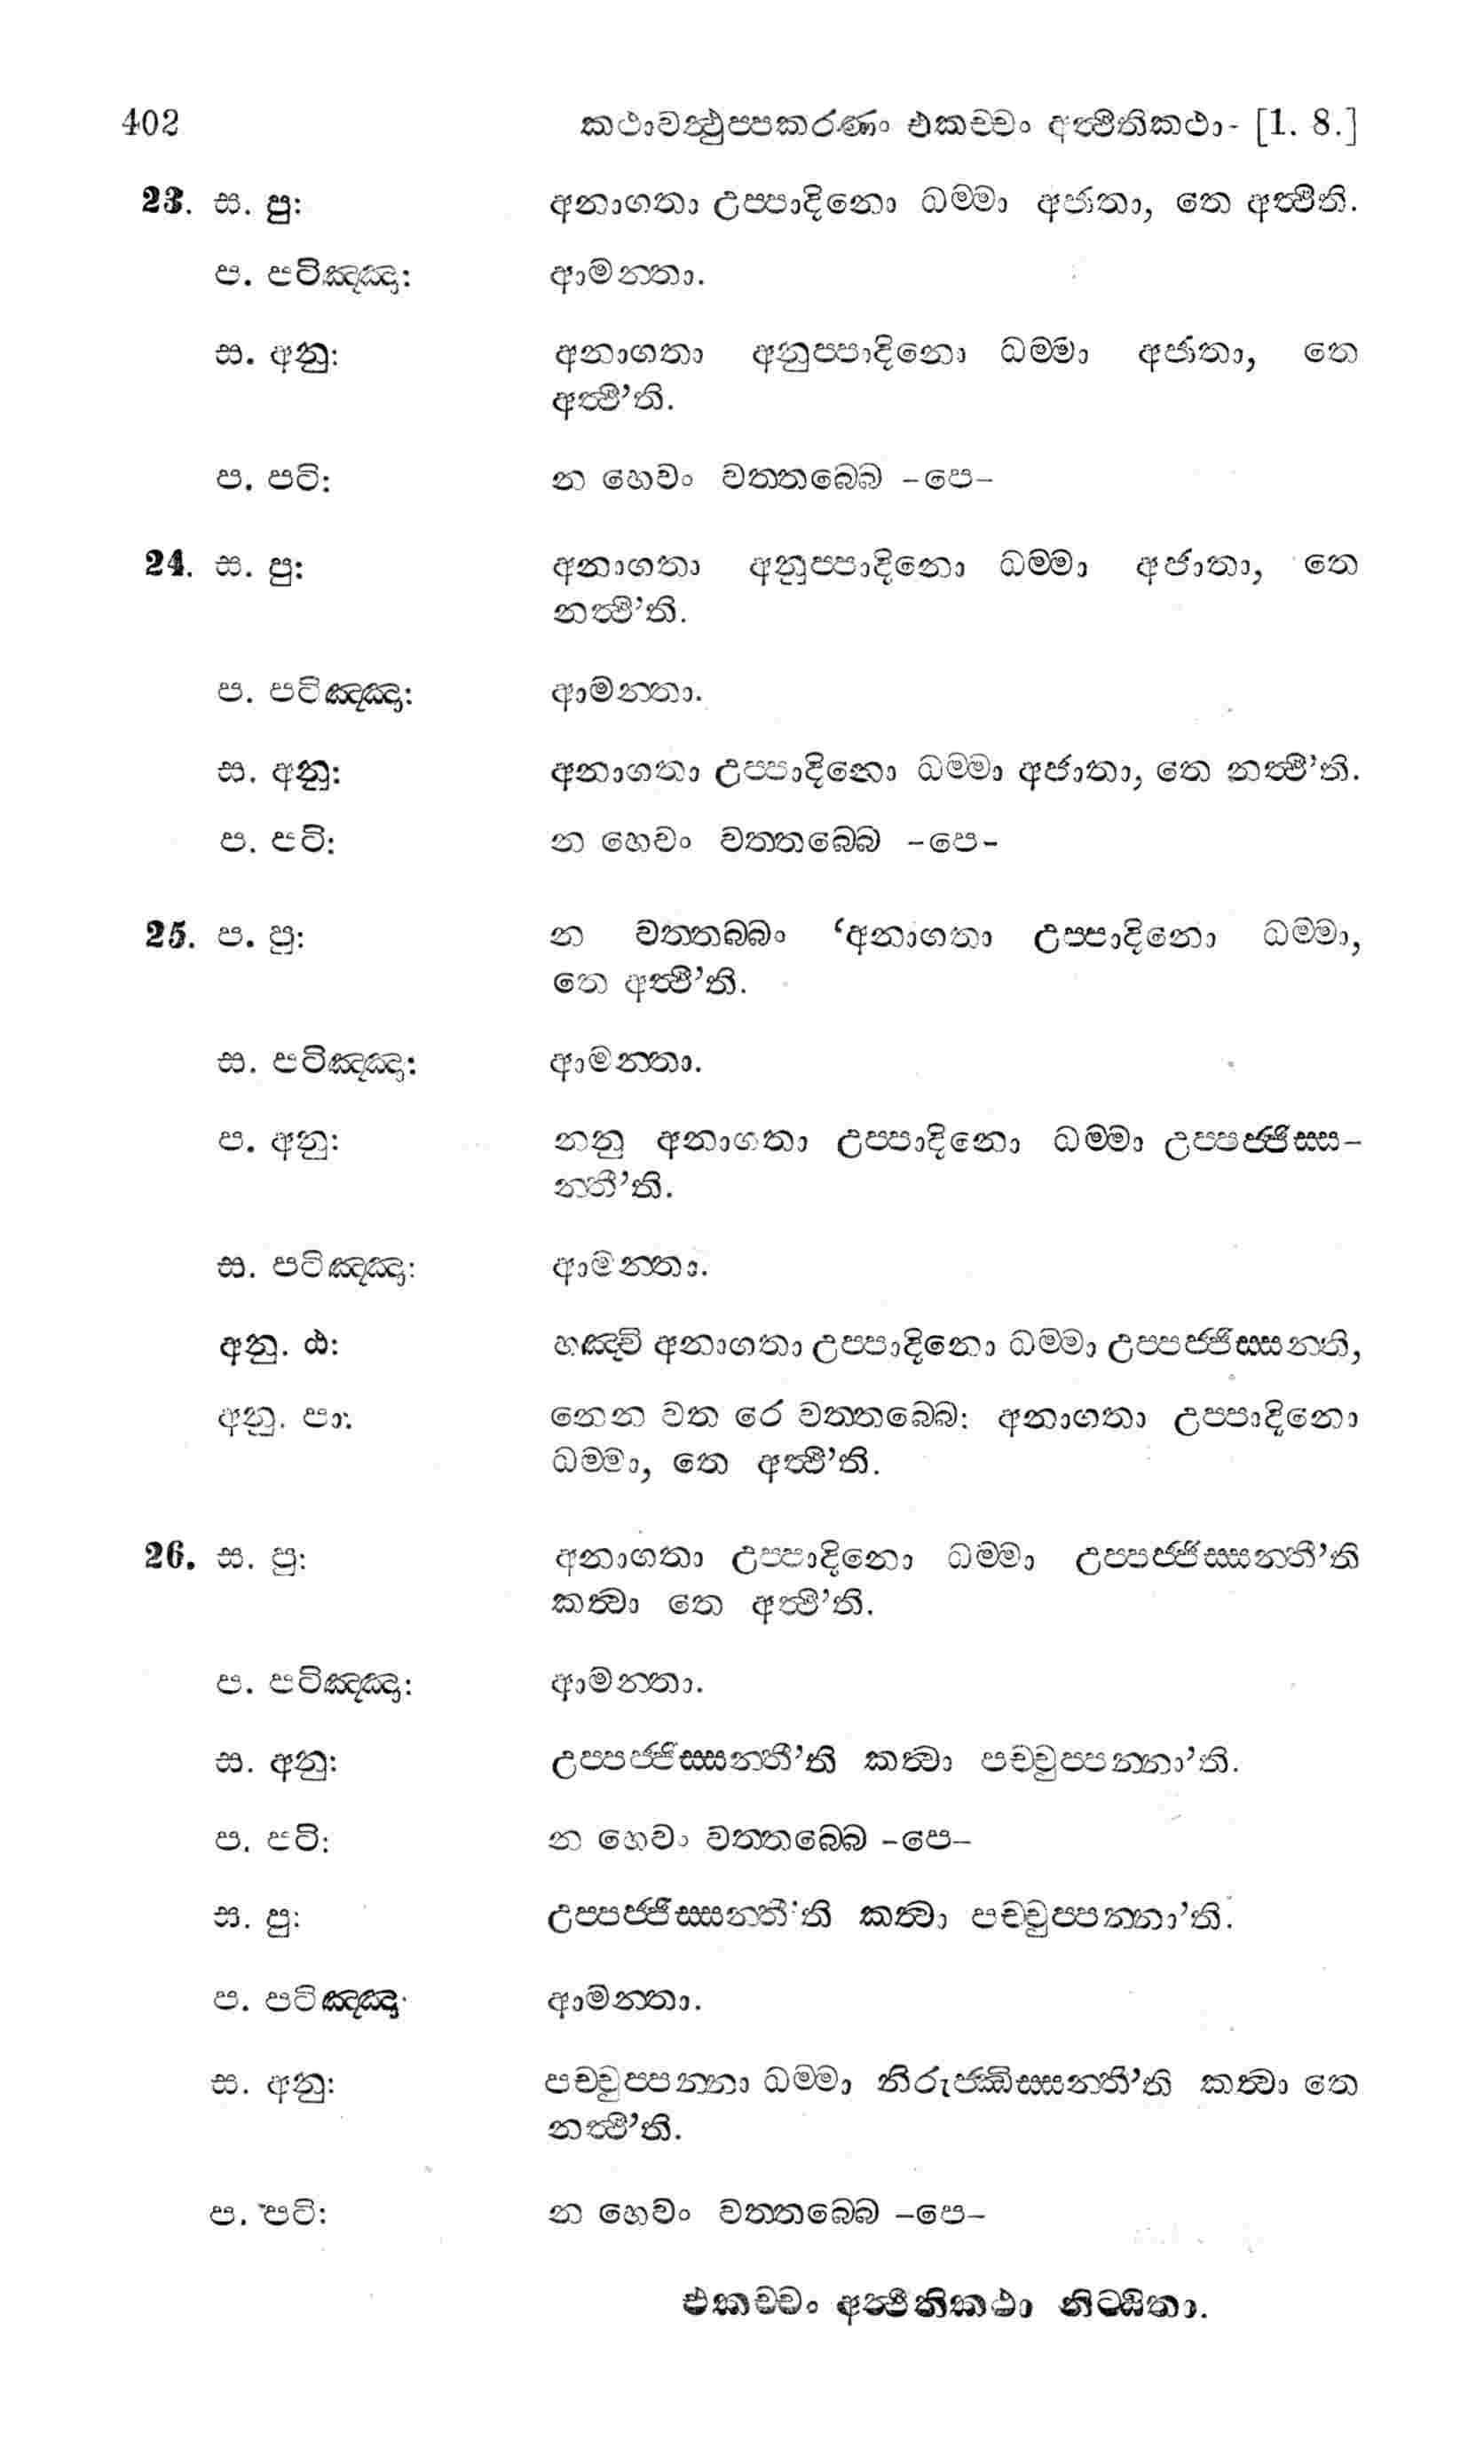 402 කථාවත්‍ථුප්පකරණං එකච්චං අත්‍ථීතිකථා- [1. 8.]
23. ස. පු: අනාගතා උප්පාදිනො ධම්මා අජාතා, තෙ අත්‍ථීති.
ප. පටිඤ්ඤා: ආමන්තා.
ස. අනු: අනාගතා අනුප්පාදිනො ධම්මා අජාතා, තෙ
අත්‍ථී’ති.
ප. පටි: න හෙවං වත්තබ්බෙ -පෙ-
24. ස. පු: අනාගතා අනුප්පාදිනො ධම්මා අජාතා, තෙ
නත්‍ථී’ති.
ප. පටිඤ්ඤා: ආමන්තා.
ස. අනු: අනාගතා උප්පාදිනො ධම්මා අජාතා, තෙ නත්‍ථී’ති.
ප. පටි: න හෙවං වත්තබ්බෙ -පෙ-
25. ප. පු: න වත්තබ්බං ‘අනාගතා උප්පාදිනො ධම්මා,
තෙ අත්‍ථී’ති.
ස. පටිඤ්ඤා: ආමන්තා.
ප. අනු: නනු අනාගතා උප්පාදිනො ධම්මා උප්පජ්ජිස්ස-
න්තී’ති.
ස. පටිඤ්ඤා: ආමන්තා.
අනු. ඨ: හඤ්චි අනාගතා උප්පාදිනො ධම්මා උප්පජ්ජිස්සන්ති,
අනු. පා: තෙන වත රෙ වත්තබ්බෙ: අනාගතා උප්පාදිනො
ධම්මා, තෙ අත්‍ථී’ති.
26. ස. පු: අනාගතා උප්පාදිනො ධම්මා උප්පජ්ජිස්සන්තී’ති
කත්‍වා තෙ අත්‍ථී’ති.
ප. පටිඤ්ඤා: ආමන්තා.
ස. අනු: උප්පජ්ජිස්සන්තී’ති කත්‍වා පච්චුප්පන්නා’ති.
ප. පටි: න හෙවං වත්තබ්බෙ -පෙ-
ස. පු: උප්පජ්ජිස්සන්තී’ති කත්‍වා පච්චුප්පන්නා’ති.
ප. පටිඤ්ඤා: ආමන්තා.
ස. අනු: පච්චුප්පන්නා ධම්මා නිරුජ්ඣිස්සන්තී’ති කත්‍වා තෙ
නත්‍ථී’ති.
ප. පටි: න හෙවං වත්තබ්බෙ -පෙ-
එකච්චං අත්‍ථීතිකථා නිට්ඨිතා.